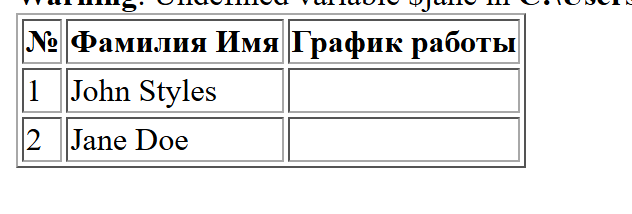 Warning: Undefined variable $jane in C:\Users
№ Фамилия Имя График работы
1 John Styles
2 Jane Doe